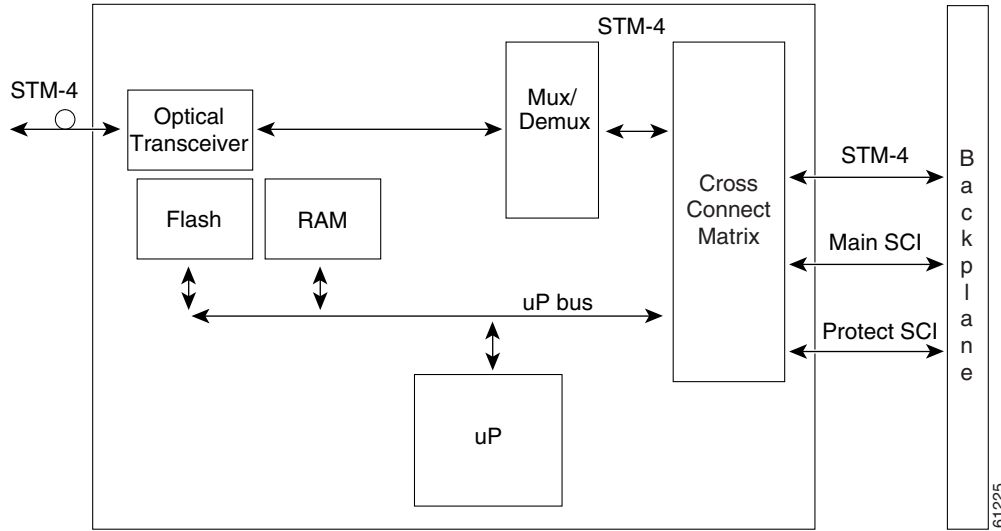 STM-4
STM-4
Optical
Transceiver
Mux/
Demux
Flash
RAM
Cross
Connect
Matrix
uP bus
uP
STM-4
Main SCI
Protect SCI
Backplane
61225